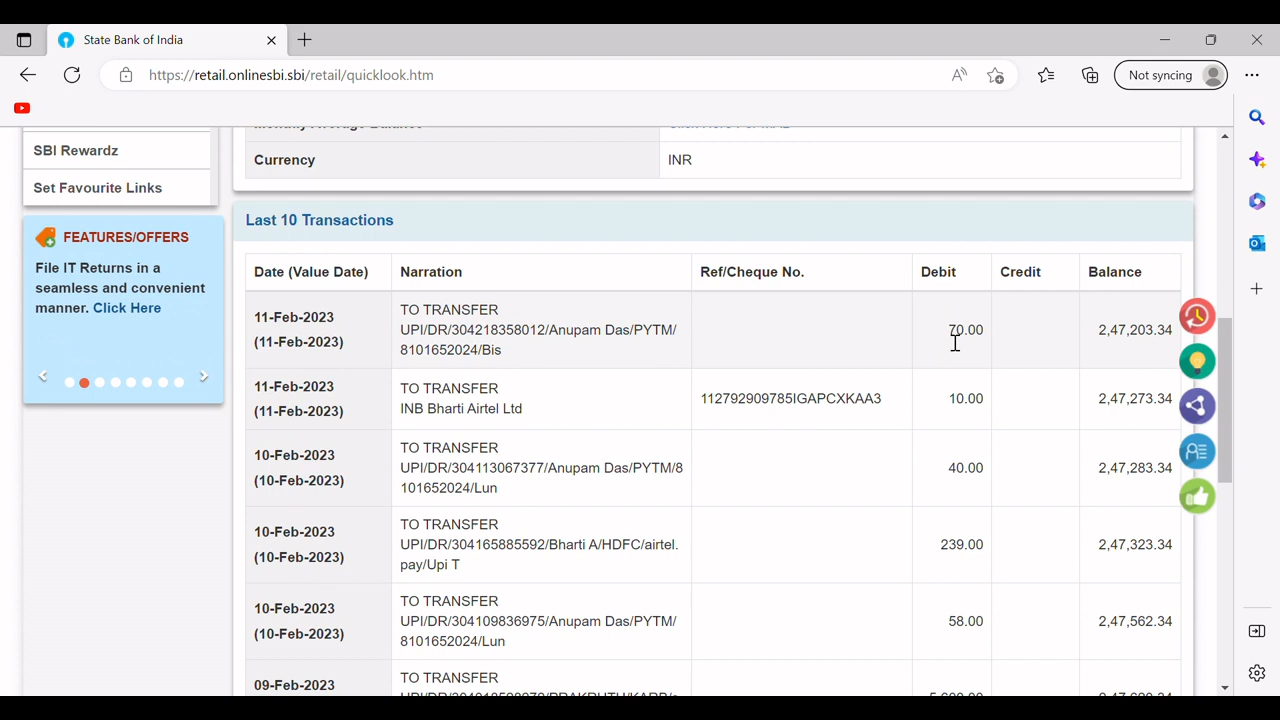 State Bank of India
https://retail.onlinesbi.sbi/retail/quicklook.htm
Not syncing
SBI Rewardz
Set Favourite Links
FEATURES/OFFERS
File IT Returns in a
seamless and convenient
manner. Click Here
Currency INR
Last 10 Transactions
Date (Value Date) Narration Ref/Cheque No. Debit Credit Balance
11-Feb-2023
(11-Feb-2023)
TO TRANSFER
UPI/DR/304218358012/Anupam Das/PYTM/
8101652024/Bis
70.00 2,47,203.34
11-Feb-2023
(11-Feb-2023)
TO TRANSFER
INB Bharti Airtel Ltd
112792909785IGAPCXKAA3 10.00 2,47,273.34
10-Feb-2023
(10-Feb-2023)
TO TRANSFER
UPI/DR/304113067377/Anupam Das/PYTM/8
101652024/Lun
40.00 2,47,283.34
10-Feb-2023
(10-Feb-2023)
TO TRANSFER
UPI/DR/304165885592/Bharti A/HDFC/airtel.
pay/Upi T
239.00 2,47,323.34
10-Feb-2023
(10-Feb-2023)
TO TRANSFER
UPI/DR/304109836975/Anupam Das/PYTM/
8101652024/Lun
58.00 2,47,562.34
09-Feb-2023
TO TRANSFER